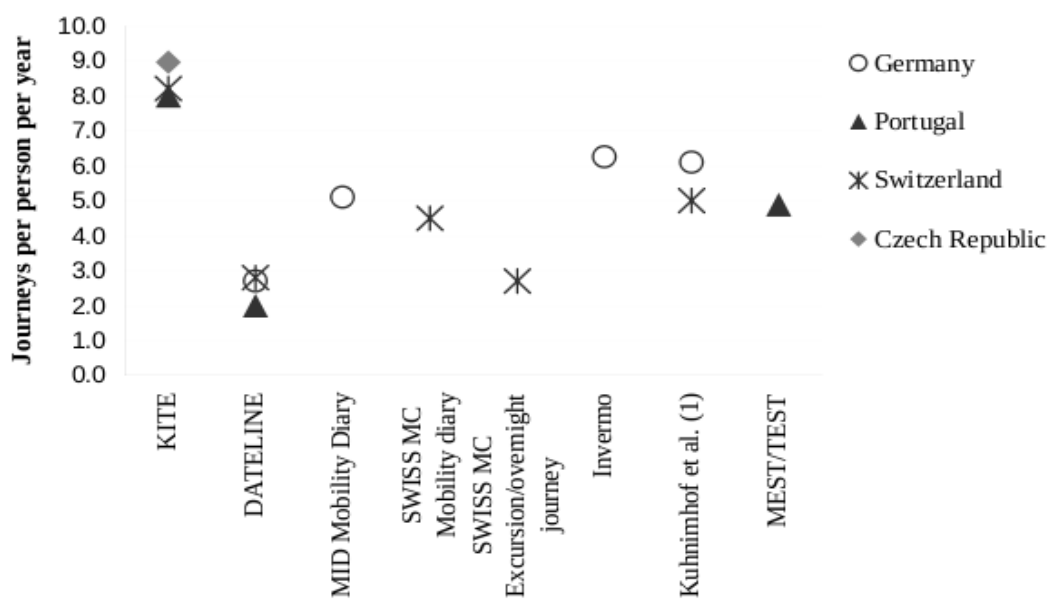 Journeys per person per year
10.0
9.0
8.0
7.0
6.0
5.0
4.0
3.0
2.0
1.0
0.0
KITE
DATELINE
MID Mobility Diary
SWISS MC
Mobility diary
SWISS MC
Excursion/overnight
journey
Invermo
Kuhnimhof et al. (1)
MEST/TEST
Germany
Portugal
Switzerland
Czech Republic